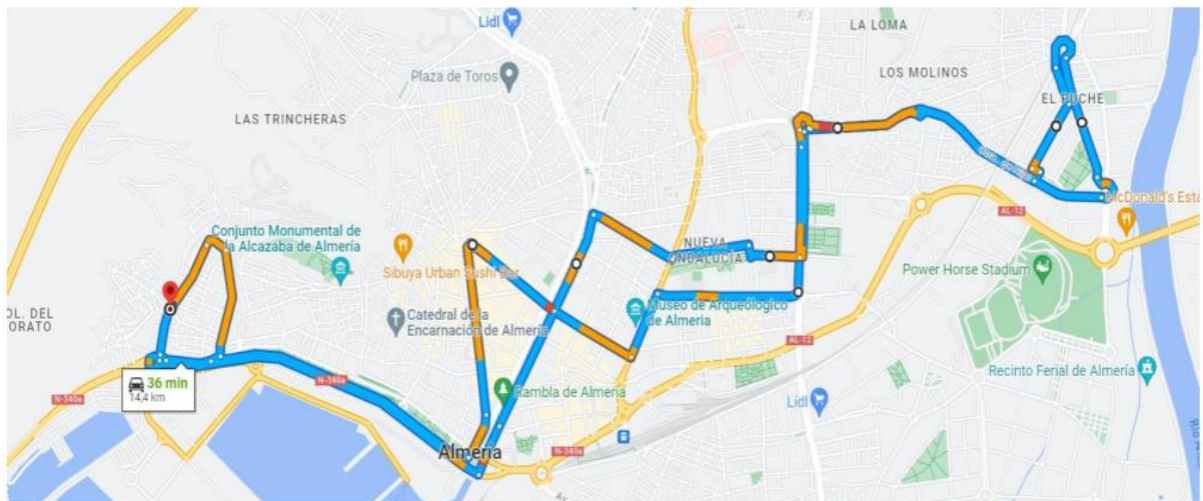 Lidl
LA LOMA
Plaza de Toros
LOS MOLINOS
EL PUCHE
LAS TRINCHERAS
McDonald's Esta
AL-12
Conjunto Monumental de
la Alcazaba de Almería
Sibuya Urban Sushi Bar
NUEVA
ANDALUCÍA
Power Horse Stadium
Museo de Arqueológico
de Almería
Catedral de la
Encarnación de Almería
OL. DEL
ORATO
AL-12
Recinto Ferial de Almería
36 min
14,4 km
N-340a
Rambla de Almería
N-340a
Lidl
Almería
N-340a